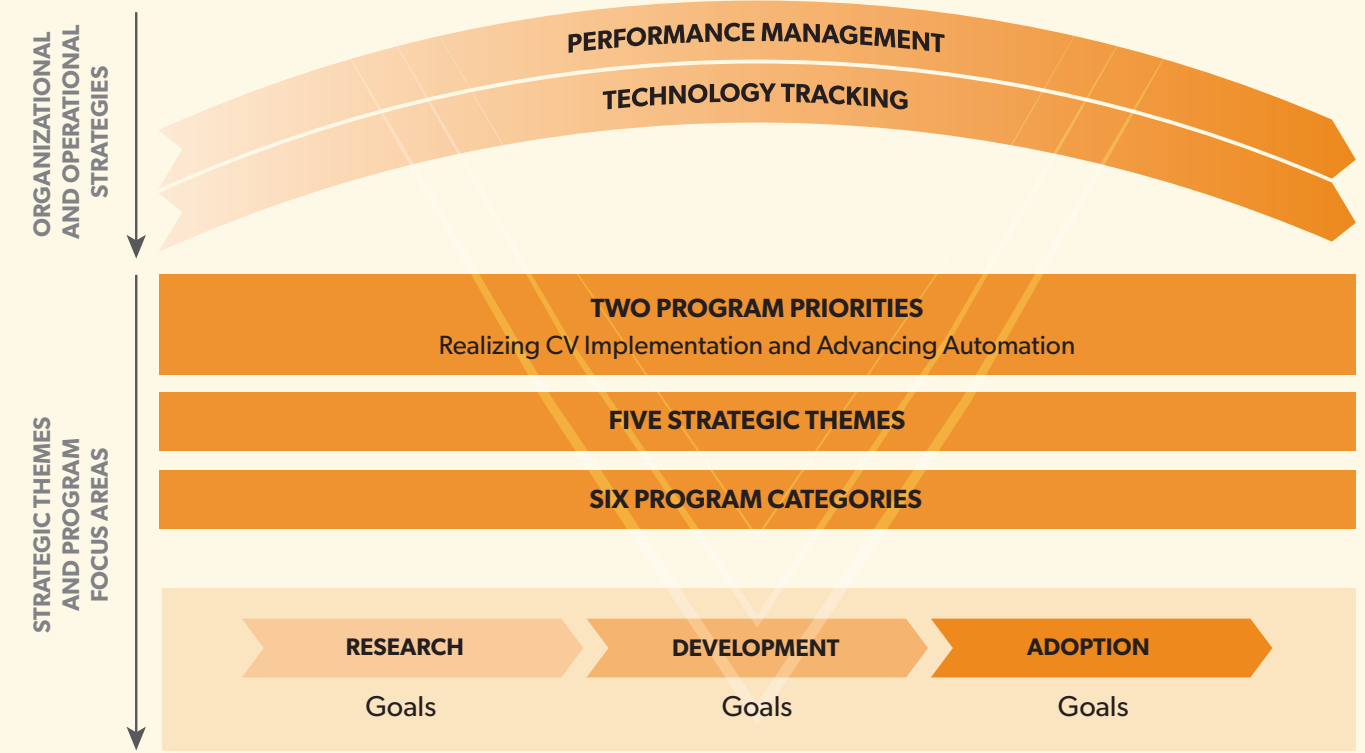 ORGANIZATIONAL
AND OPERATIONAL
STRATEGIES
PERFORMANCE MANAGEMENT
TECHNOLOGY TRACKING
STRATEGIC THEMES
AND PROGRAM
FOCUS AREAS
TWO PROGRAM PRIORITIES
Realizing CV Implementation and Advancing Automation
FIVE STRATEGIC THEMES
SIX PROGRAM CATEGORIES
RESEARCH
Goals
DEVELOPMENT
Goals
ADOPTION
Goals